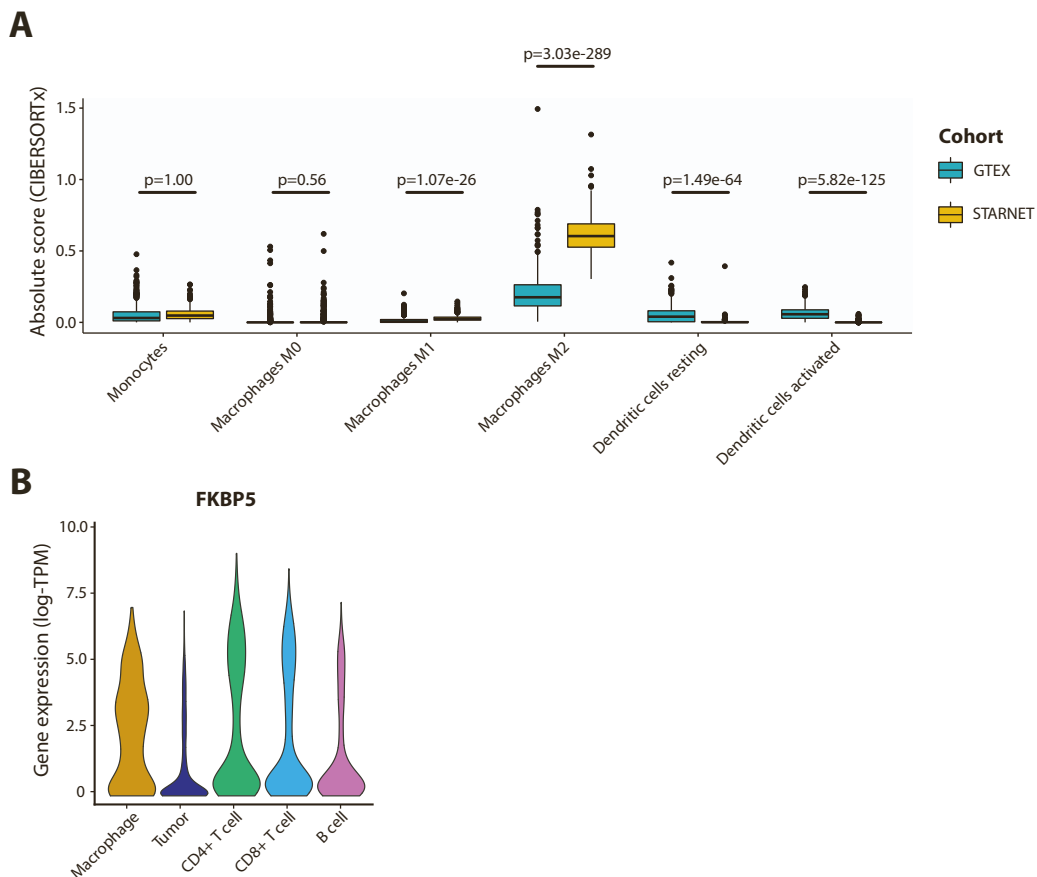 A
p=3.03e-289
Absolute score (CIBERSORTx)
1.5
1.0
0.5
0.0
p=1.00
p=0.56
p=1.07e-26
p=1.49e-64
p=5.82e-125
Cohort
GTEX
STARNET
Monocytes
Macrophages M0
Macrophages M1
Macrophages M2
Dendritic cells resting
Dendritic cells activated
B
FKBP5
Gene expression (log-TPM)
10.0
7.5
5.0
2.5
0
Macrophage
Tumor
CD4+ T cell
CD8+ T cell
B cell